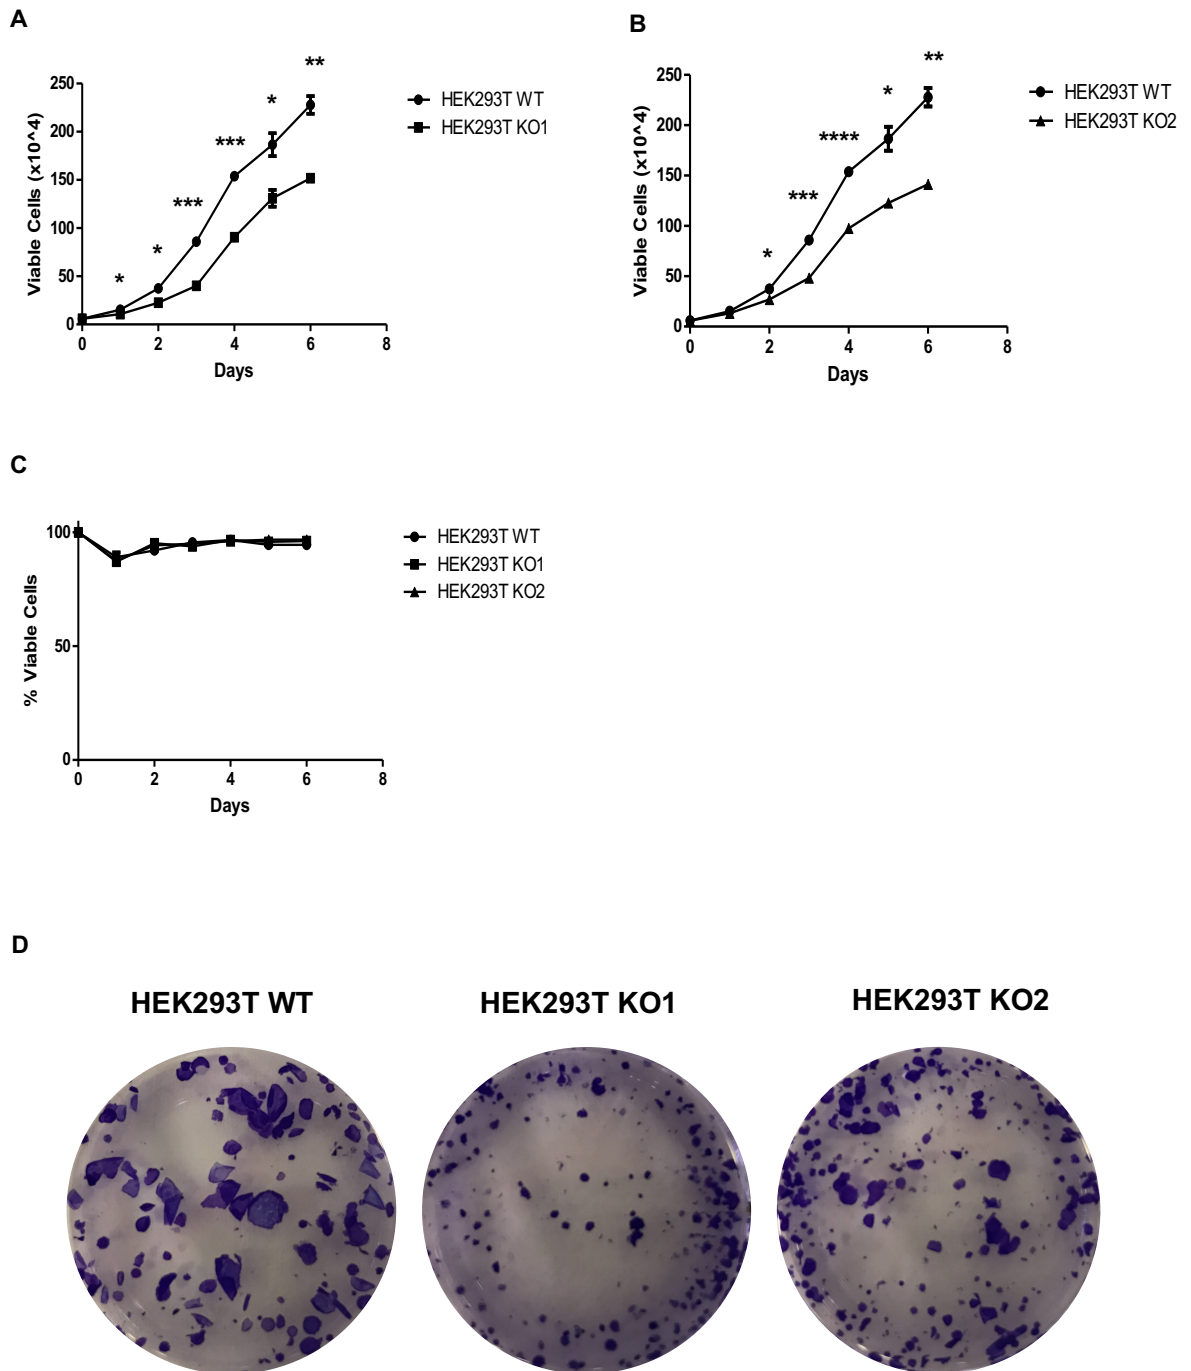 A
**
*
***
***
*
*
250
200
150
100
50
0
0
2
4
6
8
Viable Cells (x10^4)
Days
HEK293T WT
HEK293T KO1
B
**
*
****
***
*
250
200
150
100
50
0
0
2
4
6
8
Viable Cells (x10^4)
Days
HEK293T WT
HEK293T KO2
C
100
50
0
0
2
4
6
8
% Viable Cells
Days
HEK293T WT
HEK293T KO1
HEK293T KO2
D
HEK293T WT
HEK293T KO1
HEK293T KO2